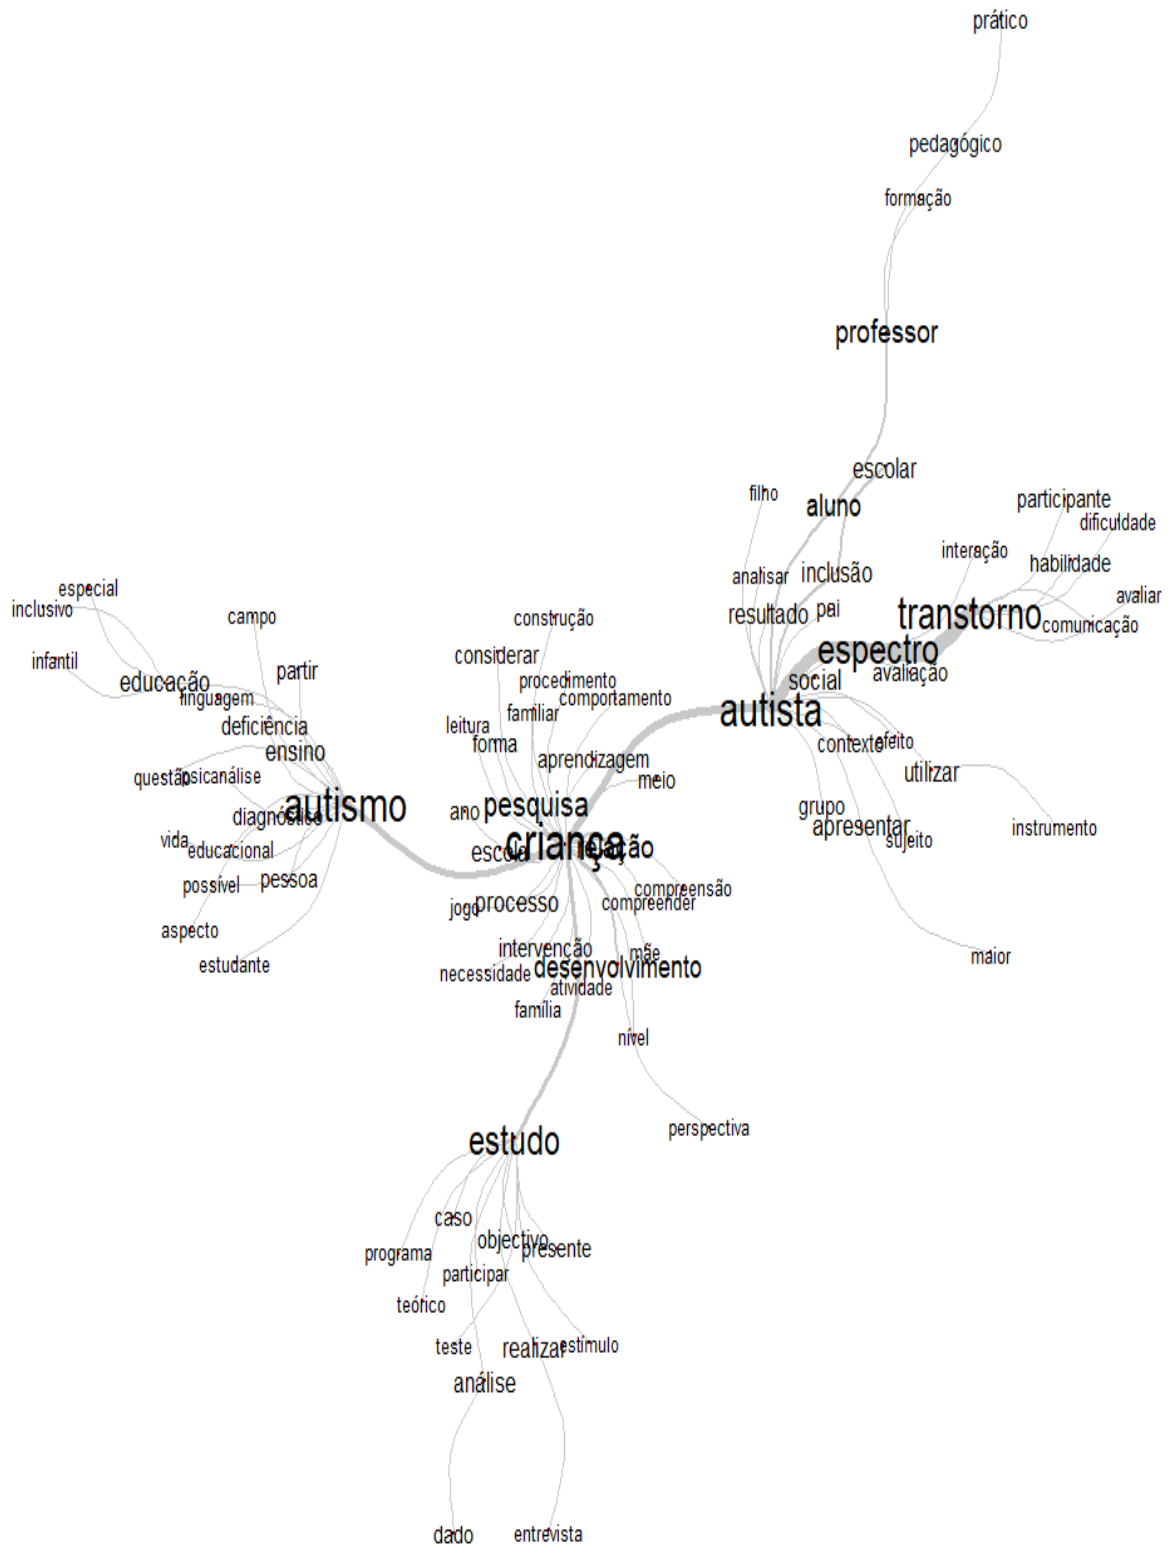 prático
pedagógico
formação
professor
escolar
filho
aluno
participante
dificuldade
interação
habilidade
analisar
inclusão
avaliar
resultado
pai
transtorno
comunicação
espectro
avaliação
social
autista
contexto
efeito
utilizar
grupo
apresentar
sujeito
instrumento
maior
especial
inclusivo
campo
infantil
partir
educação
linguagem
deficiência
ensino
questão
psicanálise
autismo
diagnóstico
vida
educacional
possível
pessoa
aspecto
estudante
construção
considerar
procedimento
comportamento
familiar
leitura
forma
aprendizagem
meio
pesquisa
ano
criança
escola
relação
compreensão
compreender
jogo
processo
intervenção
mãe
necessidade
desenvolvimento
atividade
família
nível
perspectiva
estudo
caso
objectivo
presente
programa
participar
teórico
teste
realizar
estímulo
análise
dado
entrevista